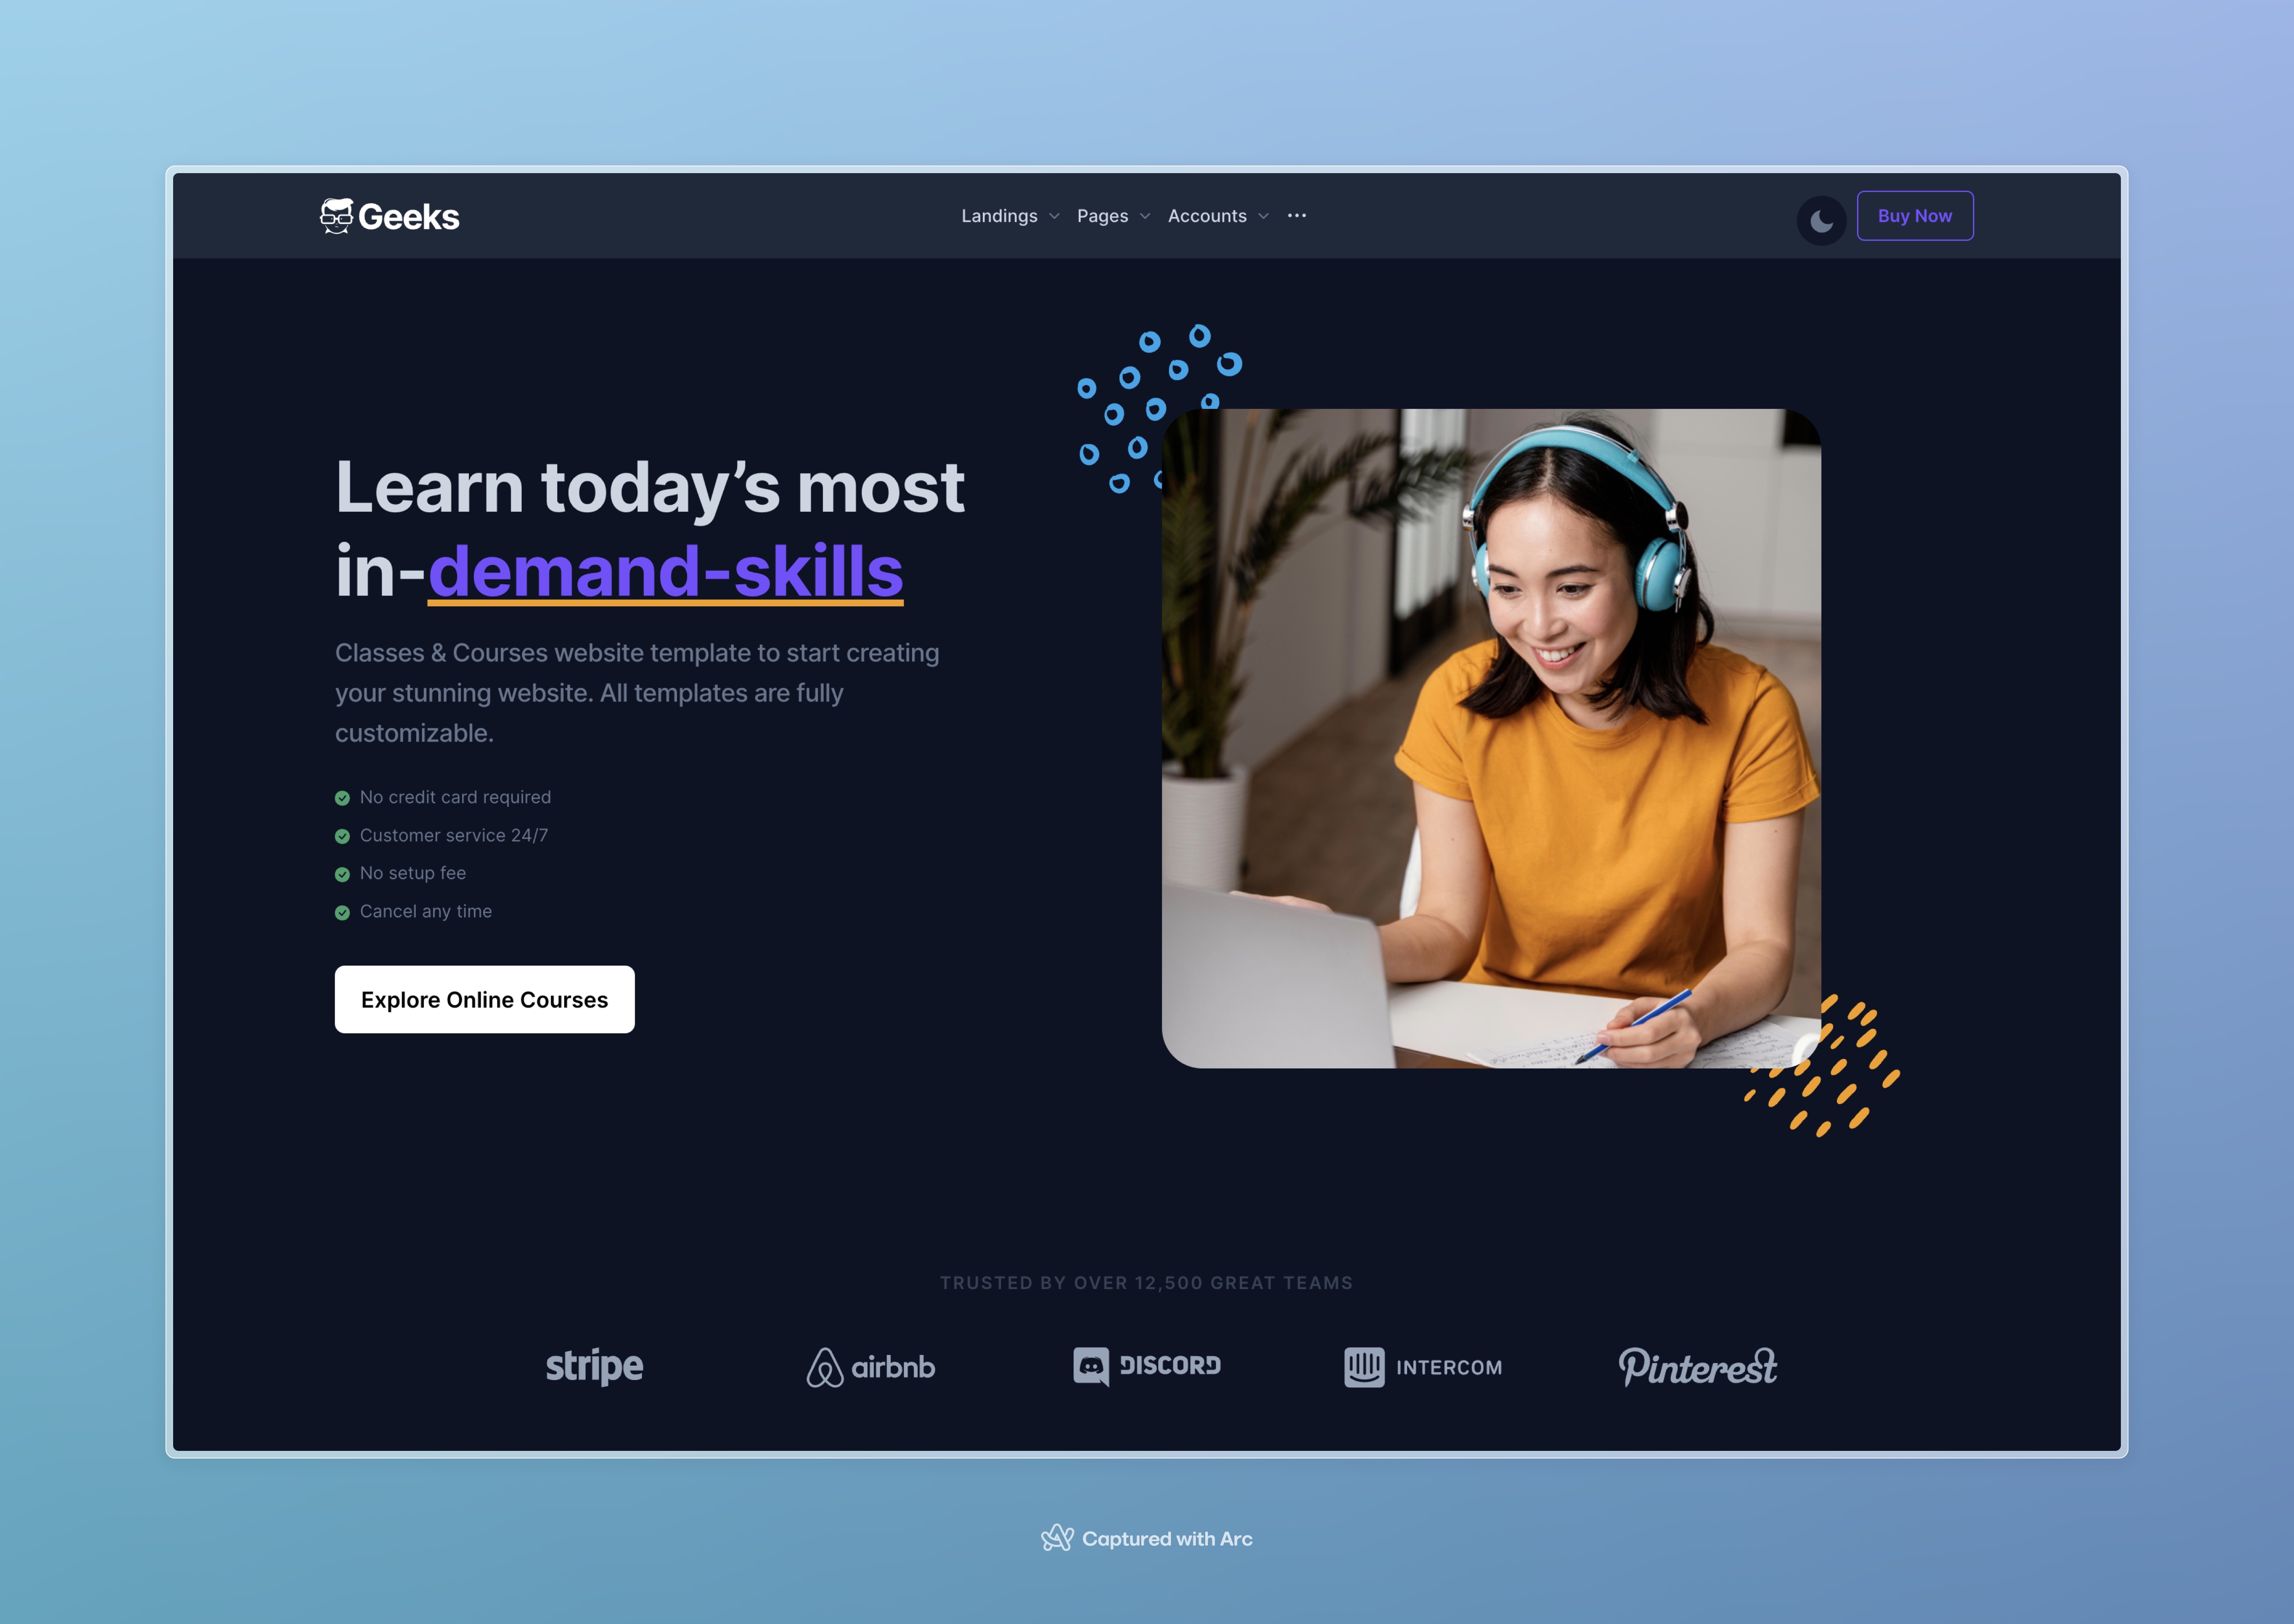 Geeks
Landings Pages Accounts
Buy Now
Learn today’s most
in-demand-skills
Classes & Courses website template to start creating
your stunning website. All templates are fully
customizable.
No credit card required
Customer service 24/7
No setup fee
Cancel any time
Explore Online Courses
TRUSTED BY OVER 12,500 GREAT TEAMS
stripe airbnb DISCORD INTERCOM Pinterest
Captured with Arc